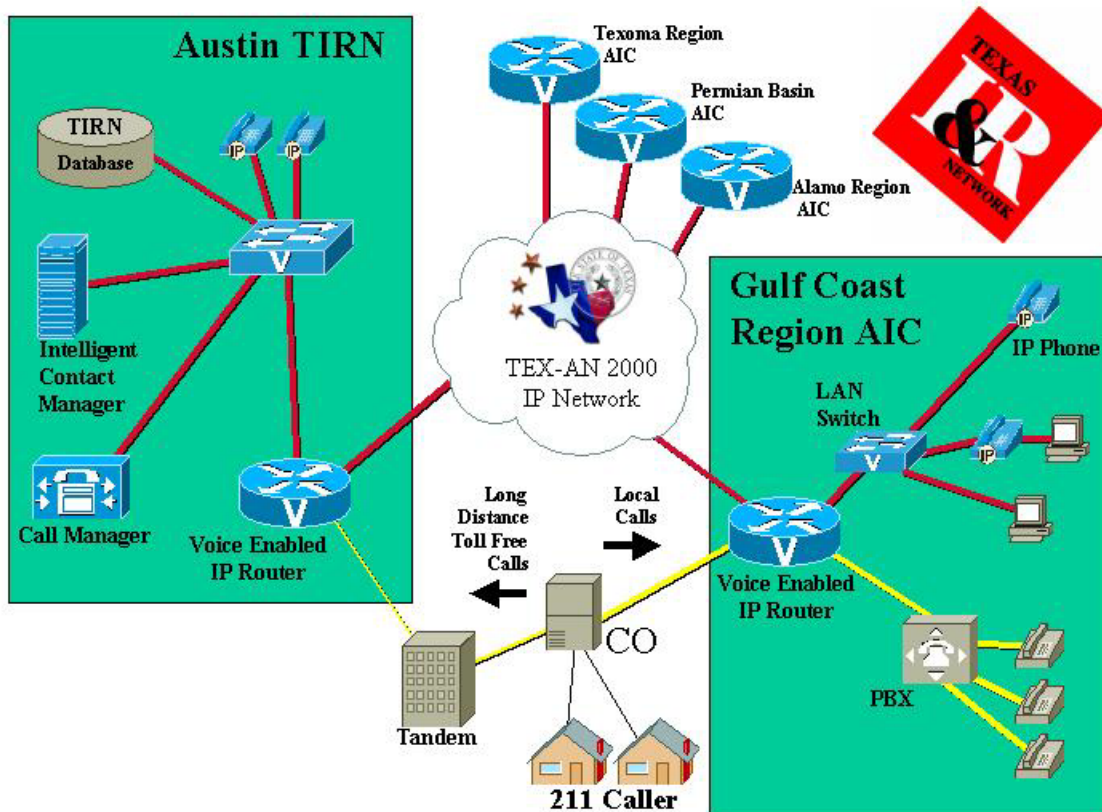 Austin TIRN
TIRN
Database
IP
IP
V
Intelligent
Contact
Manager
Call Manager
V
Voice Enabled
IP Router
Texoma Region
AIC
V
Permian Basin
AIC
V
Alamo Region
AIC
V
TEXAS
I&R
NETWORK
STATE OF TEXAS
TEX-AN 2000
IP Network
Long
Distance
Toll Free
Calls
Local
Calls
CO
Tandem
211 Caller
Gulf Coast
Region AIC
IP
IP Phone
LAN
Switch
V
IP
V
Voice Enabled
IP Router
PBX